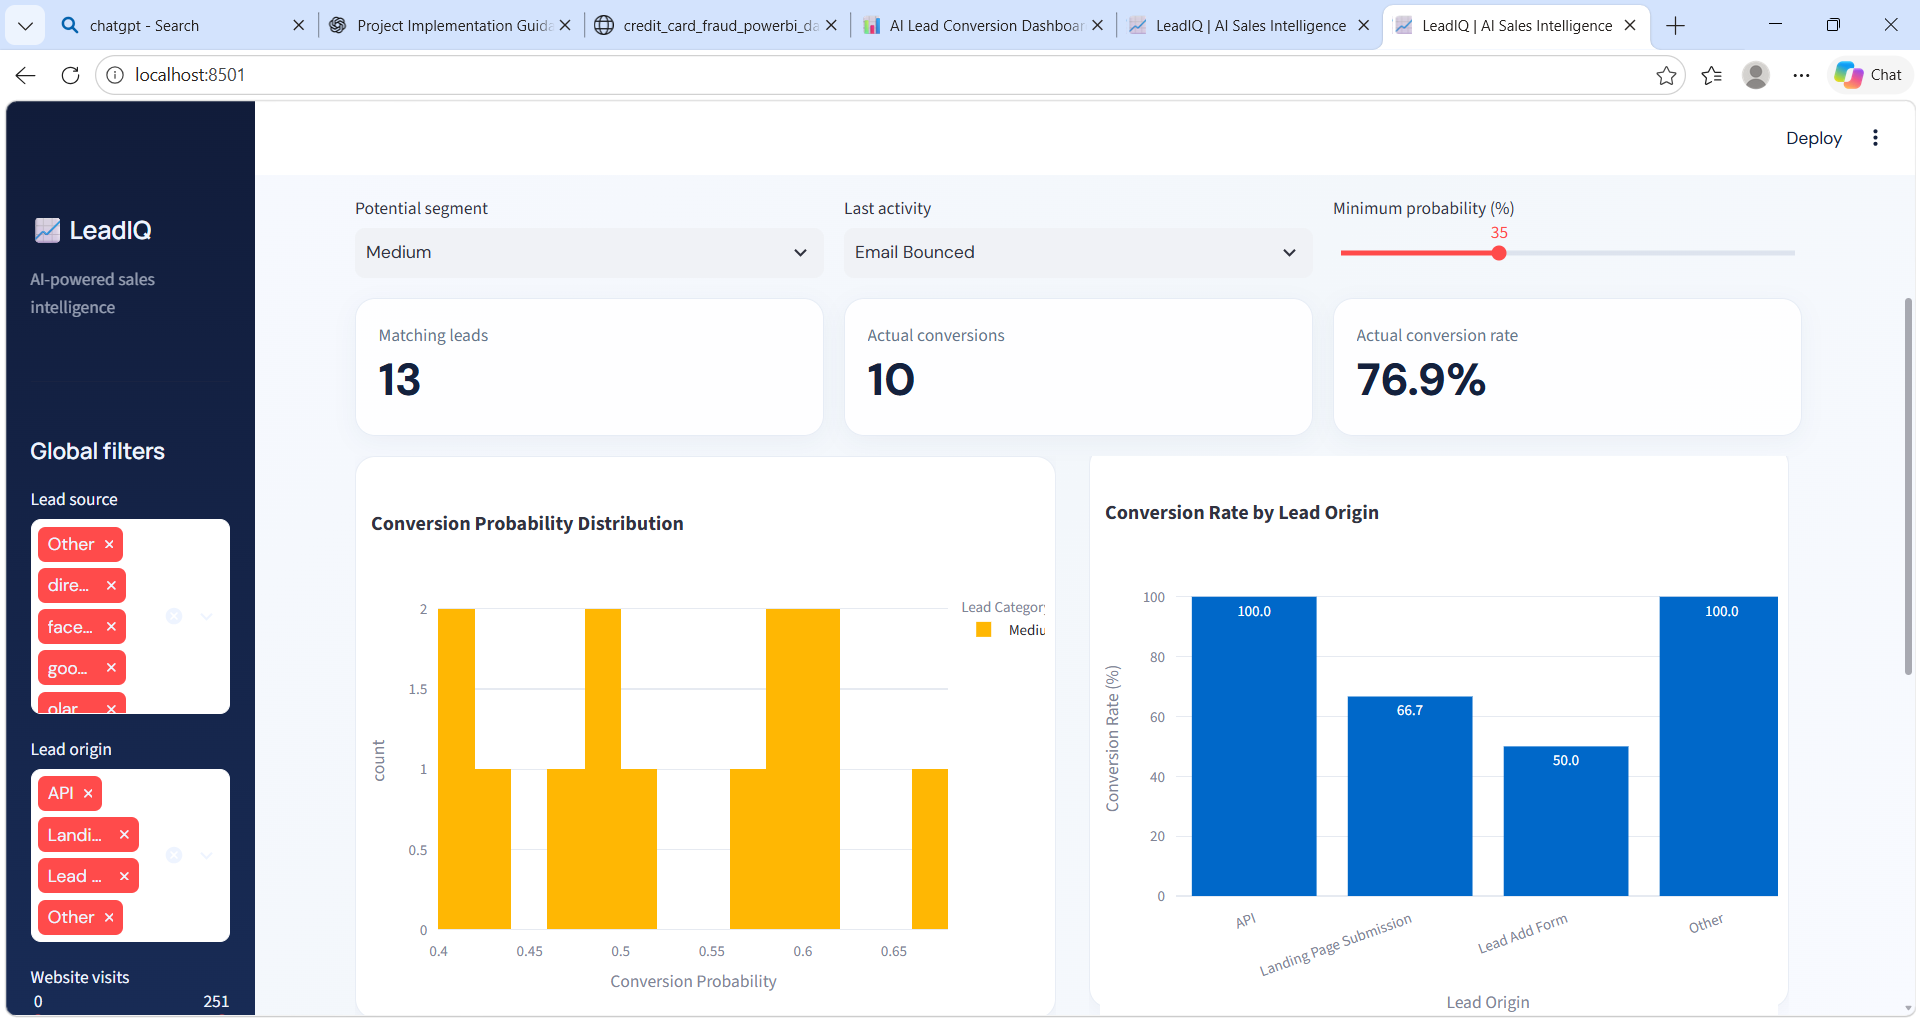 chatgpt - Search
Project Implementation Guida
credit_card_fraud_powerbi_da
AI Lead Conversion Dashboar
LeadIQ | AI Sales Intelligence
LeadIQ | AI Sales Intelligence
localhost:8501
Chat
Deploy
LeadIQ
AI-powered sales
intelligence
Global filters
Lead source
Other
dire...
face...
goo...
olar
Lead origin
API
Landi...
Lead ...
Other
Website visits
0 251
Potential segment
Medium
Last activity
Email Bounced
Minimum probability (%)
35
Matching leads
13
Actual conversions
10
Actual conversion rate
76.9%
Conversion Probability Distribution
Lead Category
Mediu
2
1.5
1
0.5
0
count
0.4 0.45 0.5 0.55 0.6 0.65
Conversion Probability
Conversion Rate by Lead Origin
100
80
60
40
20
0
Conversion Rate (%)
100.0
66.7
50.0
100.0
API
Landing Page Submission
Lead Add Form
Other
Lead Origin